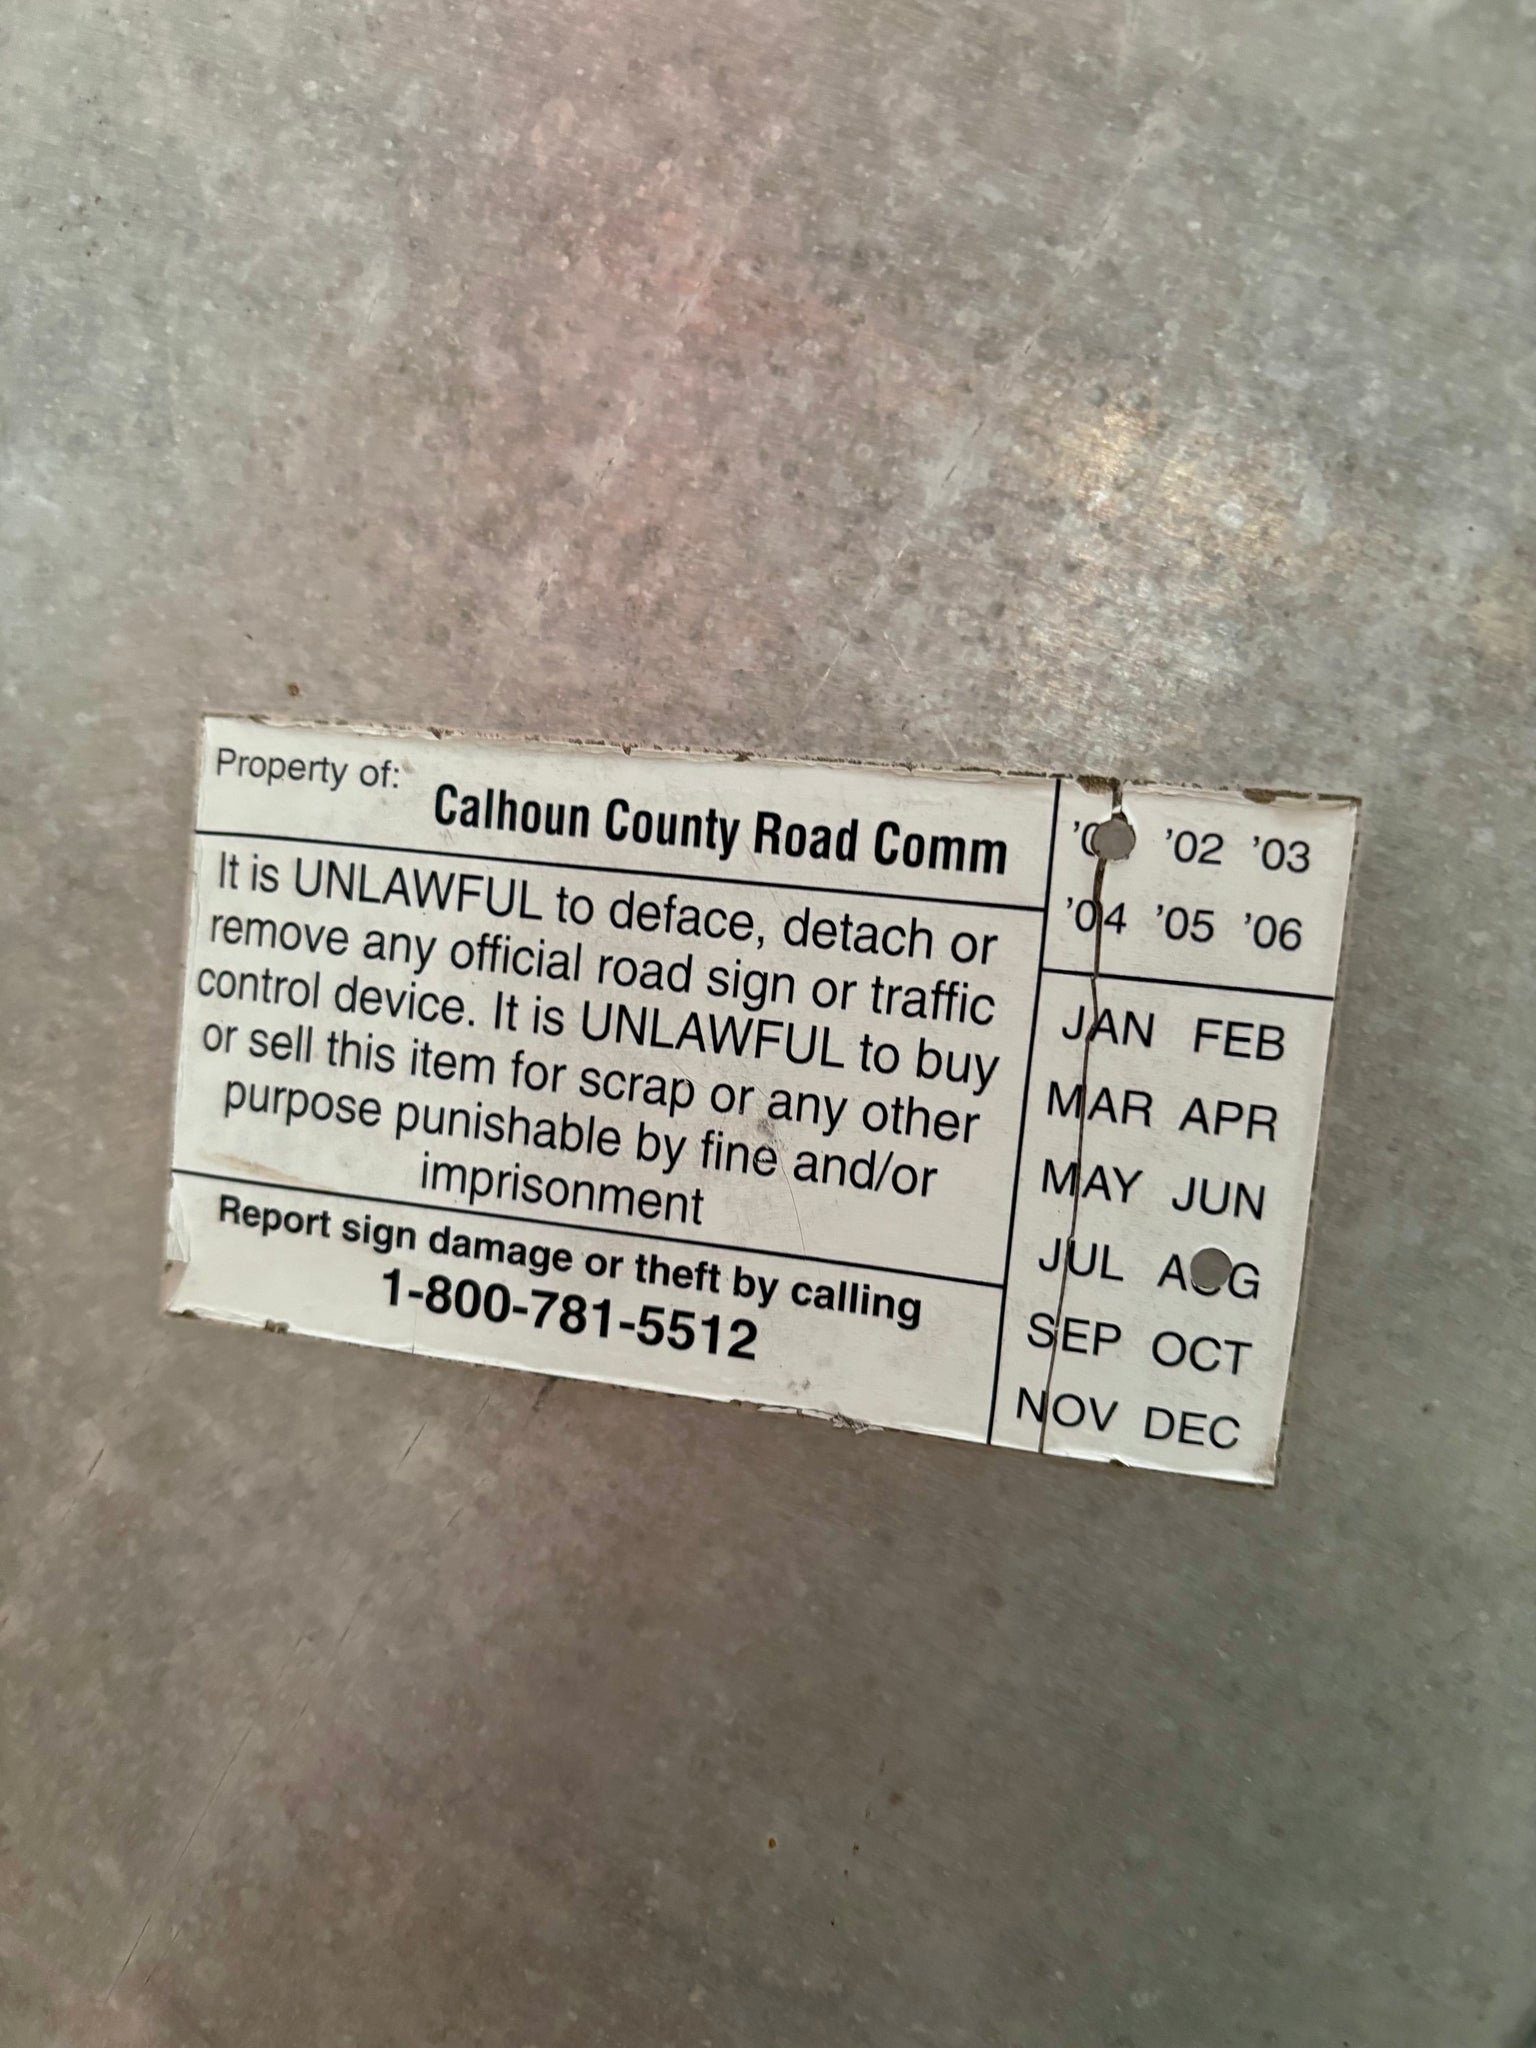 Property of:
Calhoun County Road Comm
It is UNLAWFUL to deface, detach or
remove any official road sign or traffic
control device. It is UNLAWFUL to buy
or sell this item for scrap or any other
purpose punishable by fine and/or
imprisonment
Report sign damage or theft by calling
1-800-781-5512
'02 '03
'04 '05 '06
JAN FEB
MAR APR
MAY JUN
JUL AUG
SEP OCT
NOV DEC